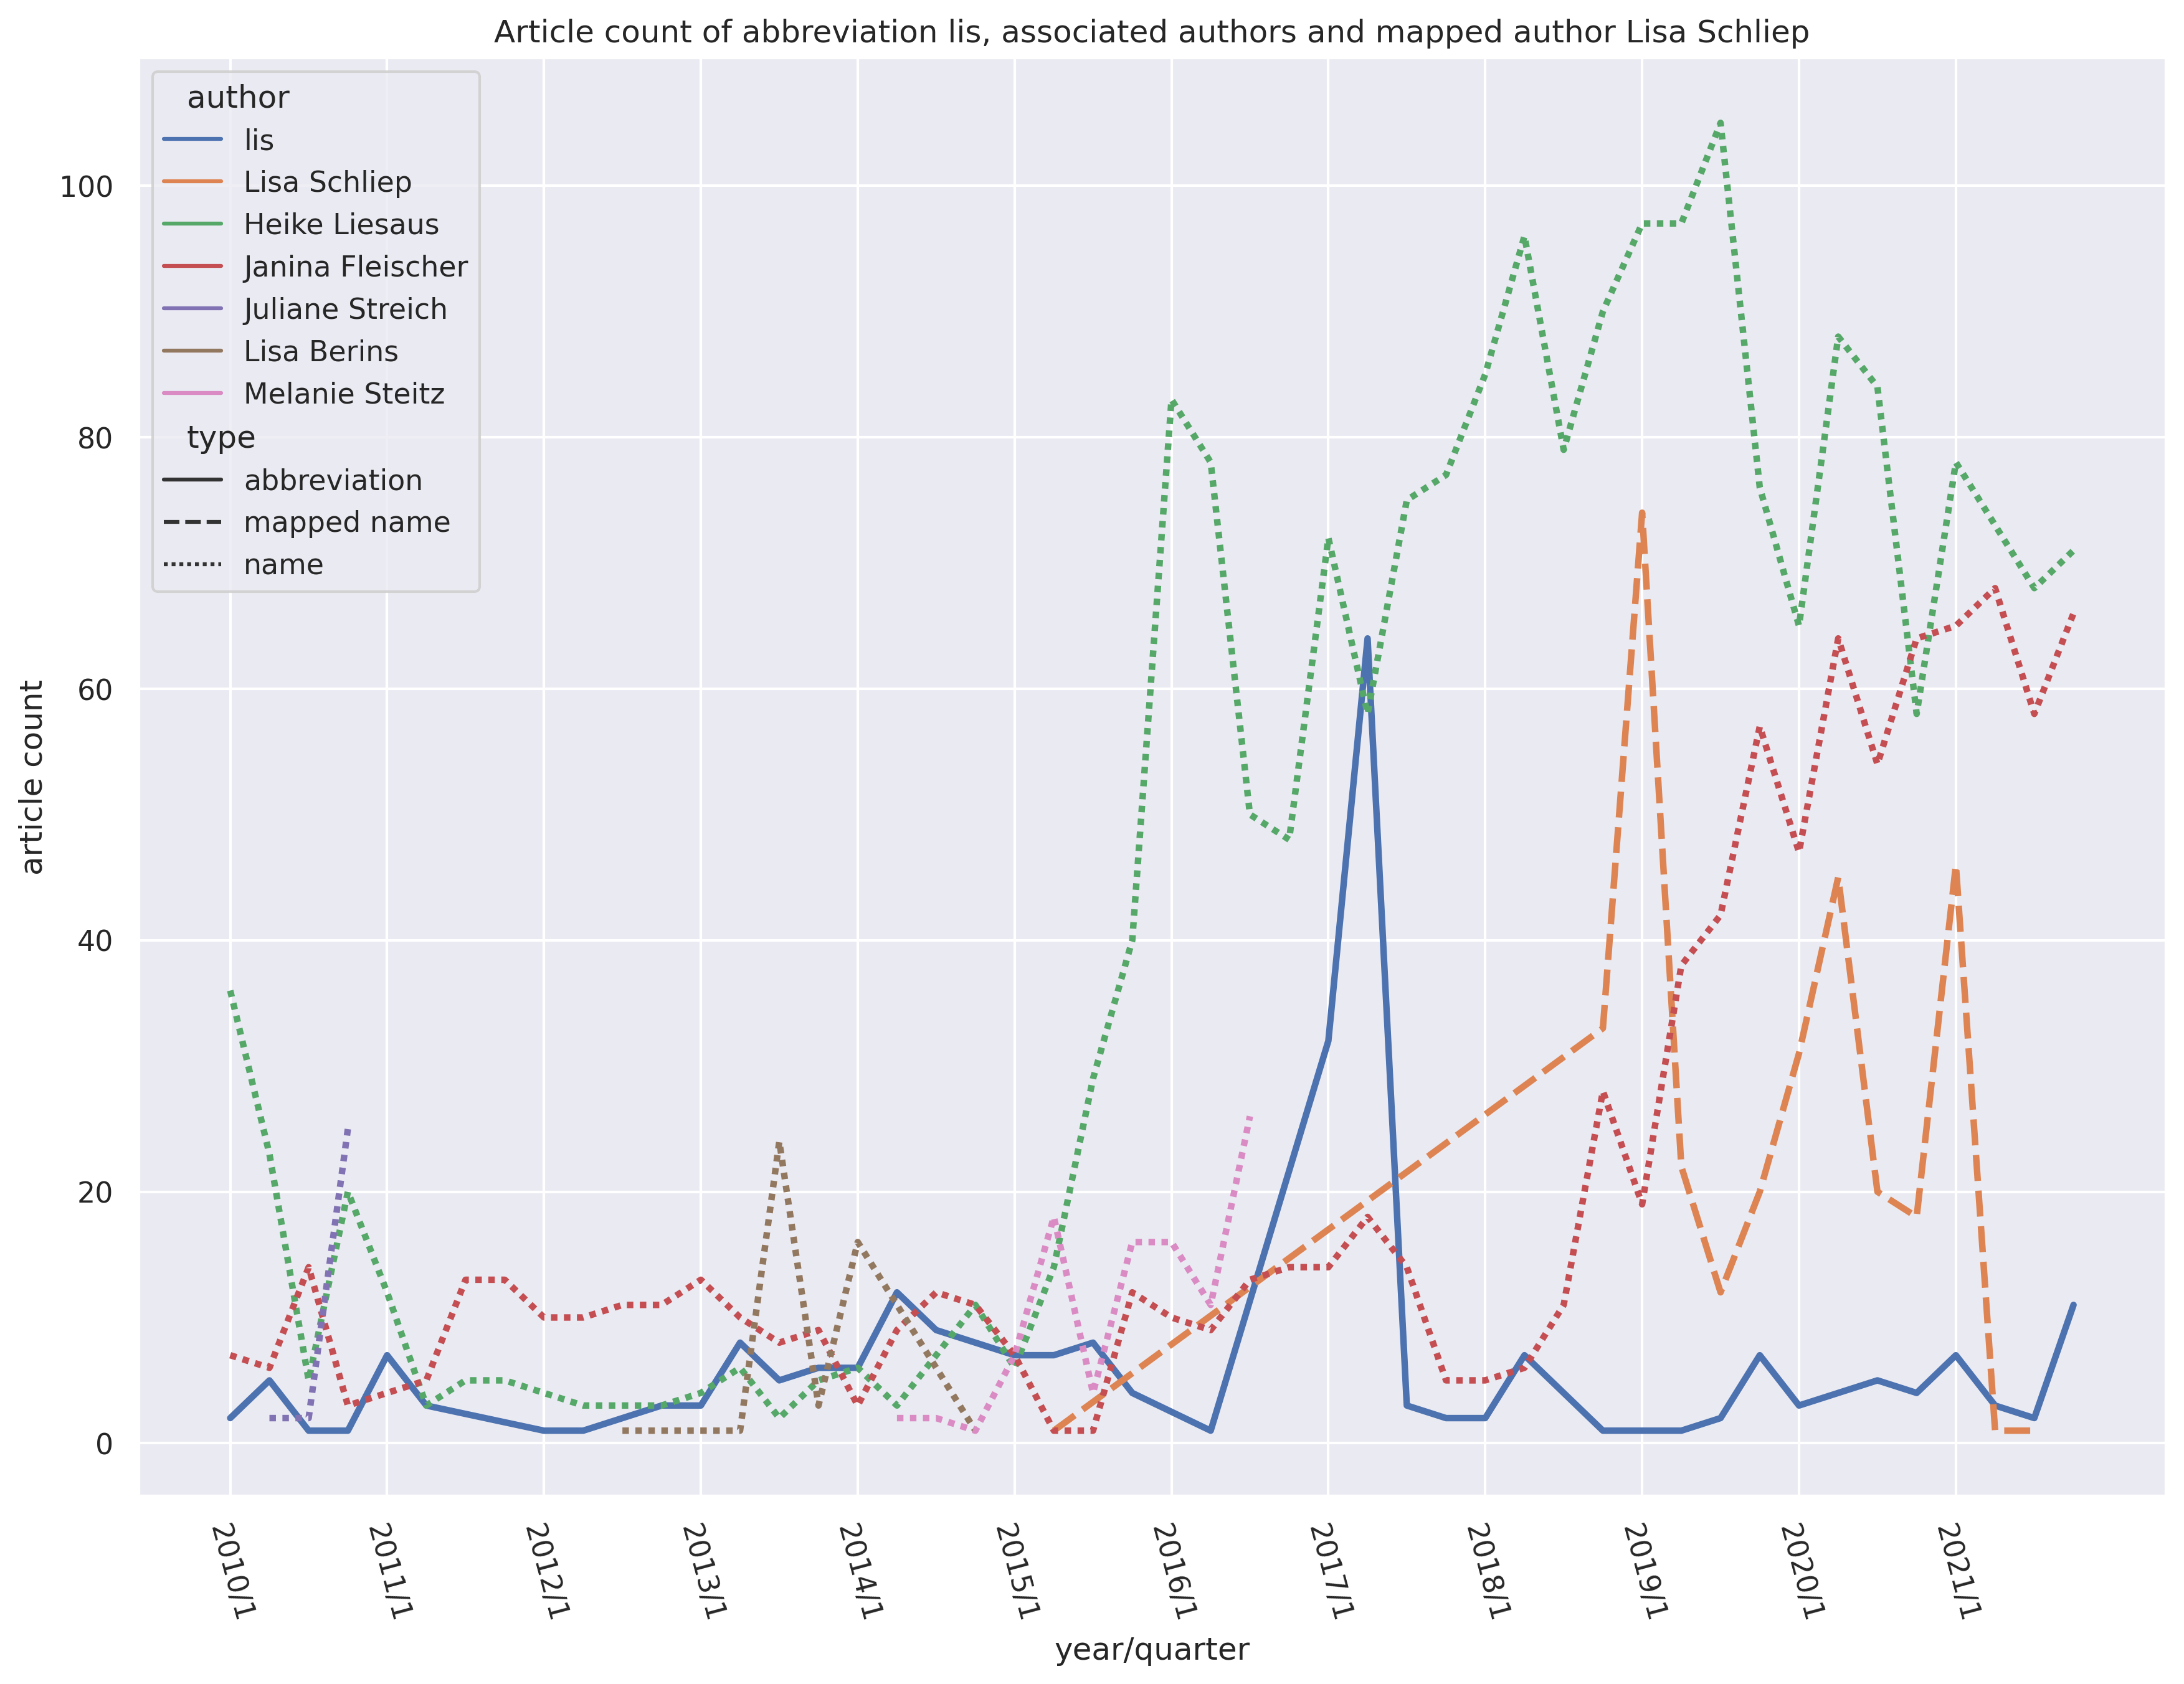 Article count of abbreviation lis, associated authors and mapped author Lisa Schliep
author
lis
Lisa Schliep
Heike Liesaus
Janina Fleischer
Juliane Streich
Lisa Berins
Melanie Steitz
type
abbreviation
mapped name
name
article count
100
80
60
40
20
0
2010/1
2011/1
2012/1
2013/1
2014/1
2015/1
2016/1
2017/1
2018/1
2019/1
2020/1
2021/1
year/quarter